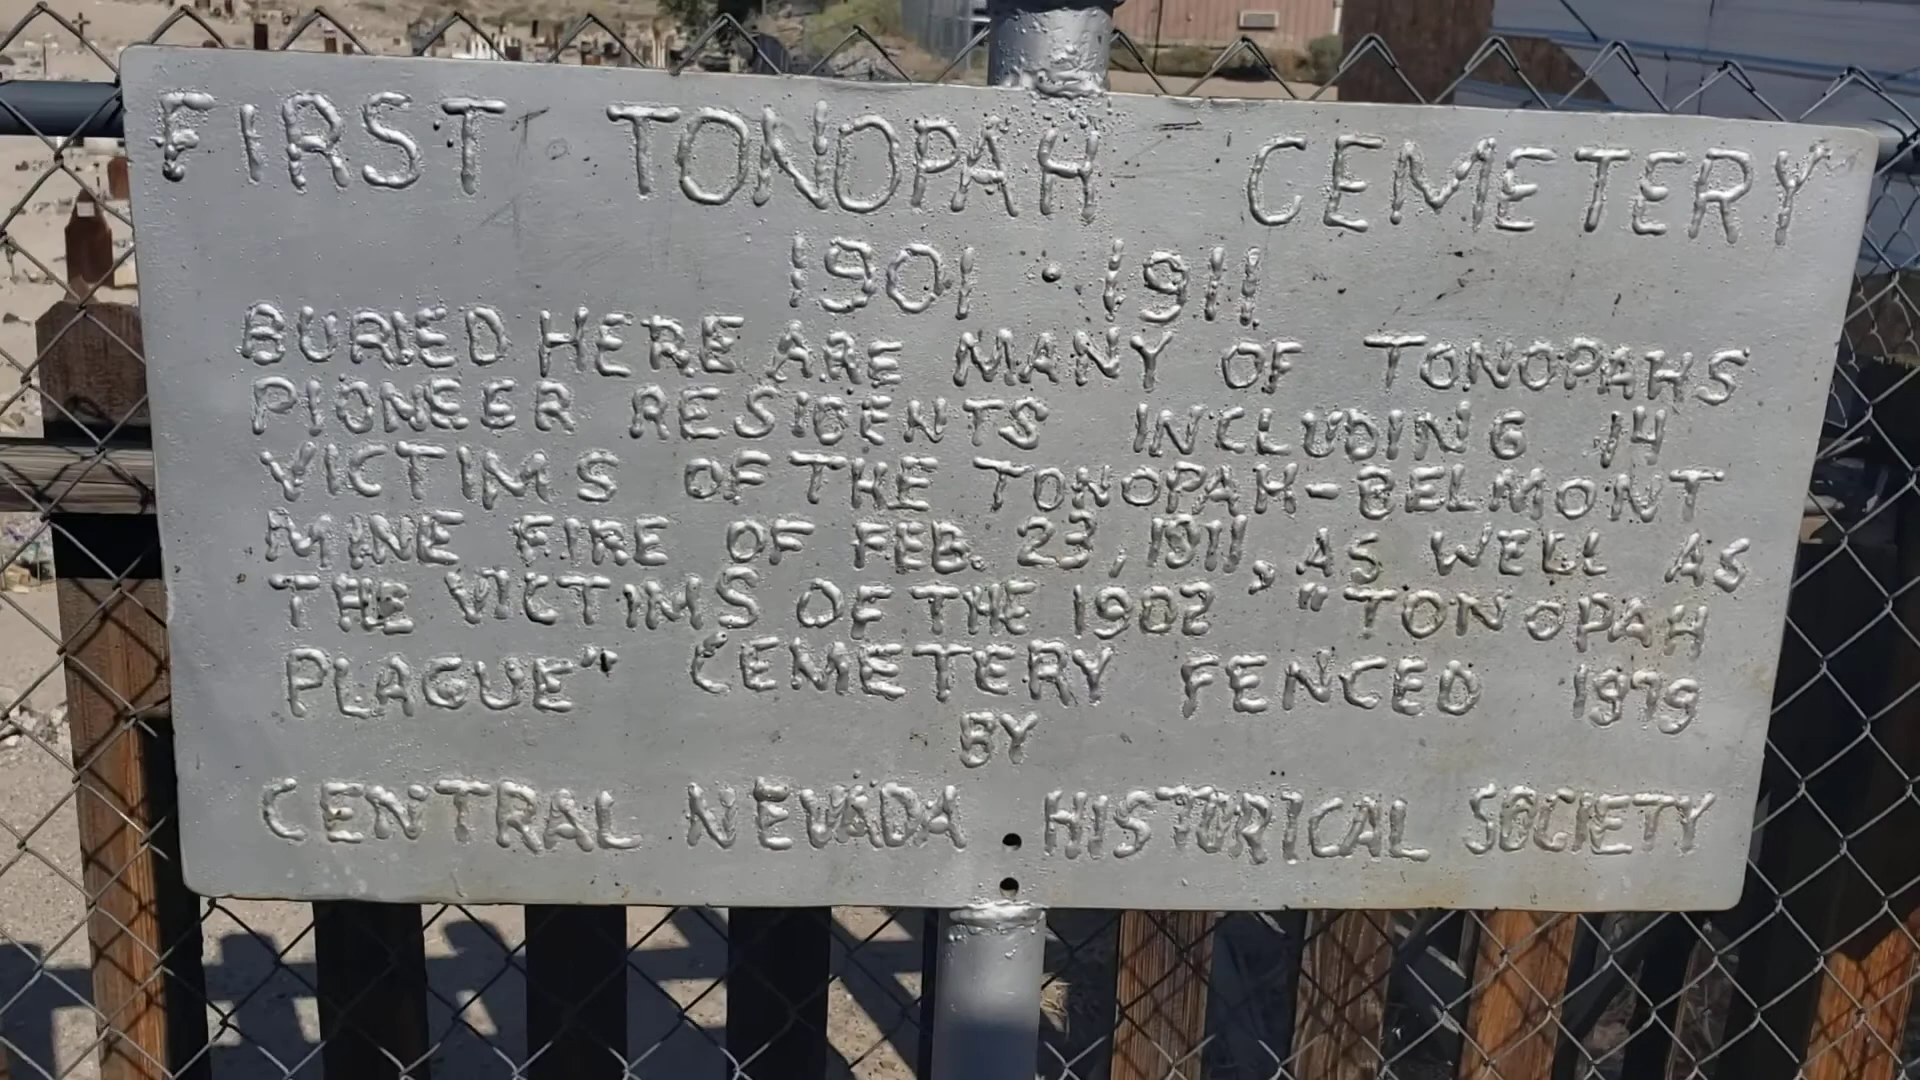 FIRST TONOPAH CEMETERY
1901 · 1911
BURIED HERE ARE MANY OF TONOPAHS
PIONEER RESIDENTS INCLUDING 14
VICTIMS OF THE TONOPAH-BELMONT
MINE FIRE OF FEB. 23, 1911, AS WELL AS
THE VICTIMS OF THE 1902 "TONOPAH
PLAGUE" CEMETERY FENCED 1979
BY
CENTRAL NEVADA HISTORICAL SOCIETY